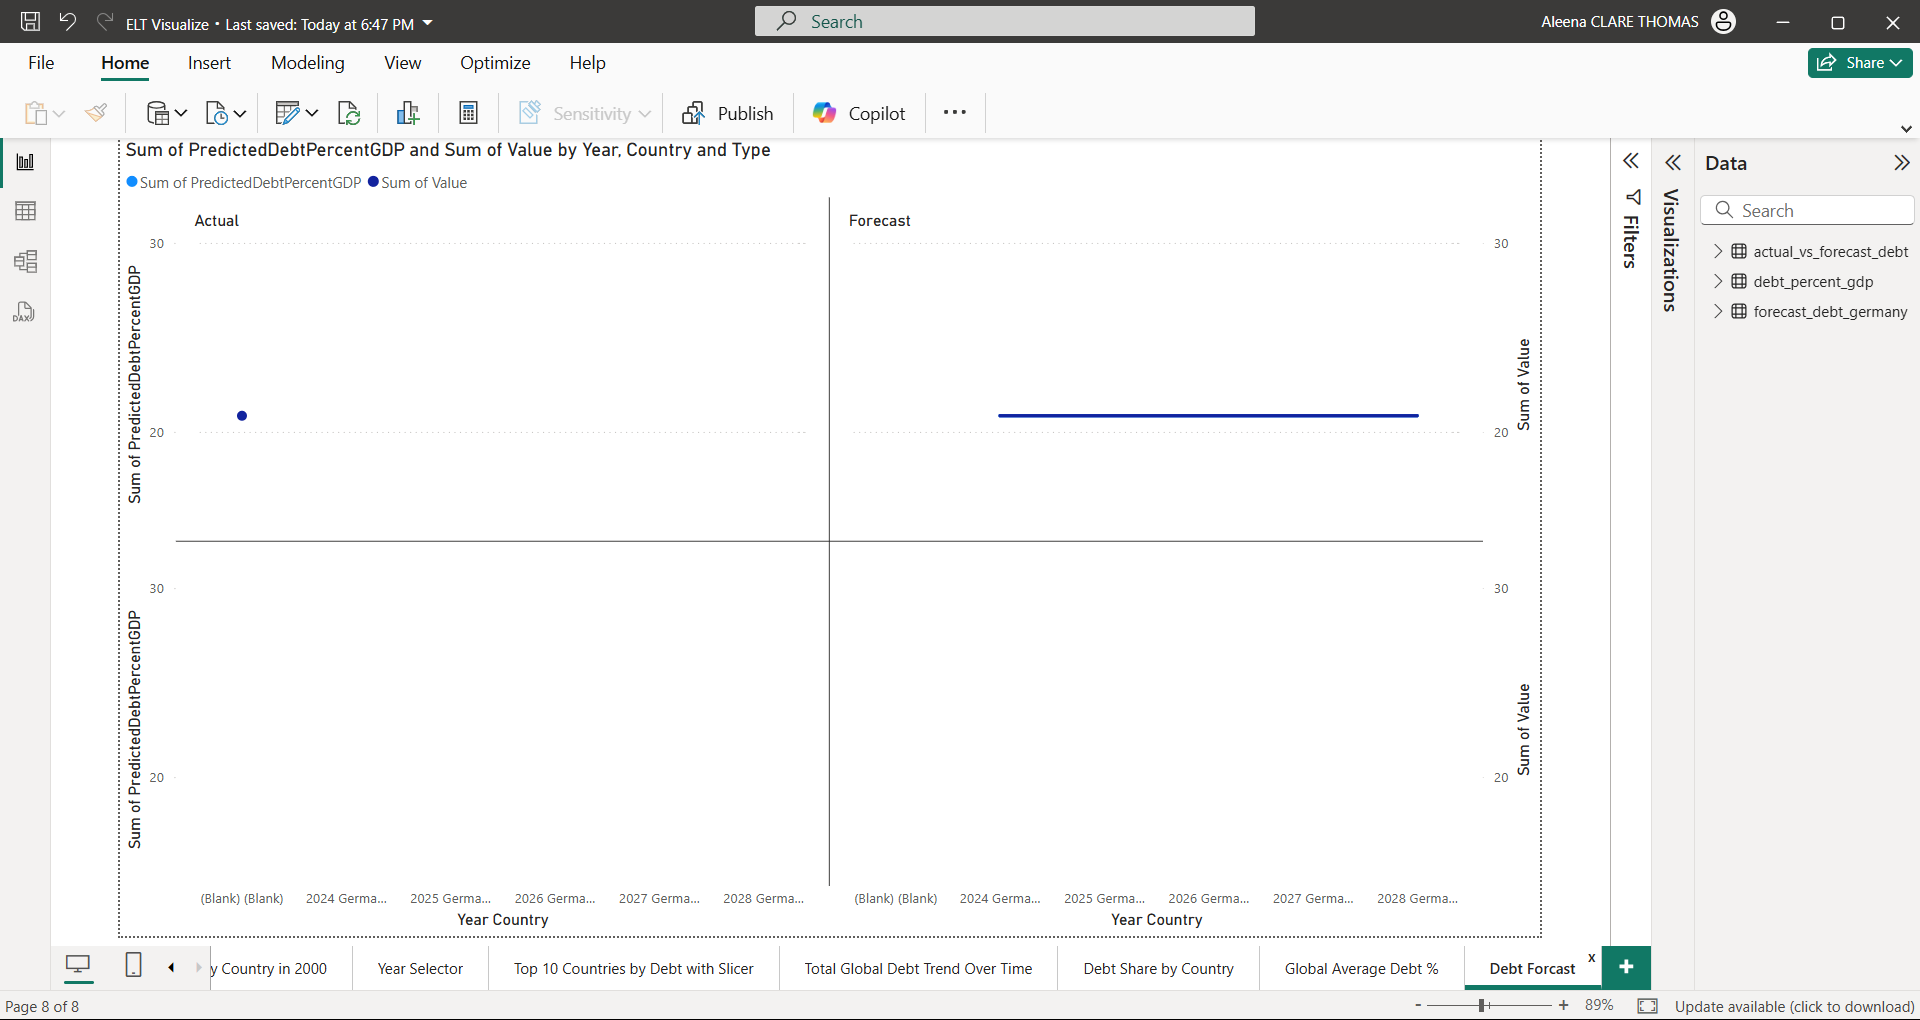 ELT Visualize • Last saved: Today at 6:47 PM
Search
Aleena CLARE THOMAS
File Home Insert Modeling View Optimize Help
Share
Sensitivity
Publish
Copilot
Sum of PredictedDebtPercentGDP and Sum of Value by Year, Country and Type
Sum of PredictedDebtPercentGDP Sum of Value
Actual
Forecast
30
20
Sum of PredictedDebtPercentGDP
30
20
Sum of Value
30
20
Sum of PredictedDebtPercentGDP
30
20
Sum of Value
(Blank) (Blank) 2024 Germa... 2025 Germa... 2026 Germa... 2027 Germa... 2028 Germa...
Year Country
(Blank) (Blank) 2024 Germa... 2025 Germa... 2026 Germa... 2027 Germa... 2028 Germa...
Year Country
Filters
Visualizations
Data
Search
actual_vs_forecast_debt
debt_percent_gdp
forecast_debt_germany
DAX
y Country in 2000
Year Selector
Top 10 Countries by Debt with Slicer
Total Global Debt Trend Over Time
Debt Share by Country
Global Average Debt %
Debt Forcast
x
+
Page 8 of 8
- + 89%
Update available (click to download)